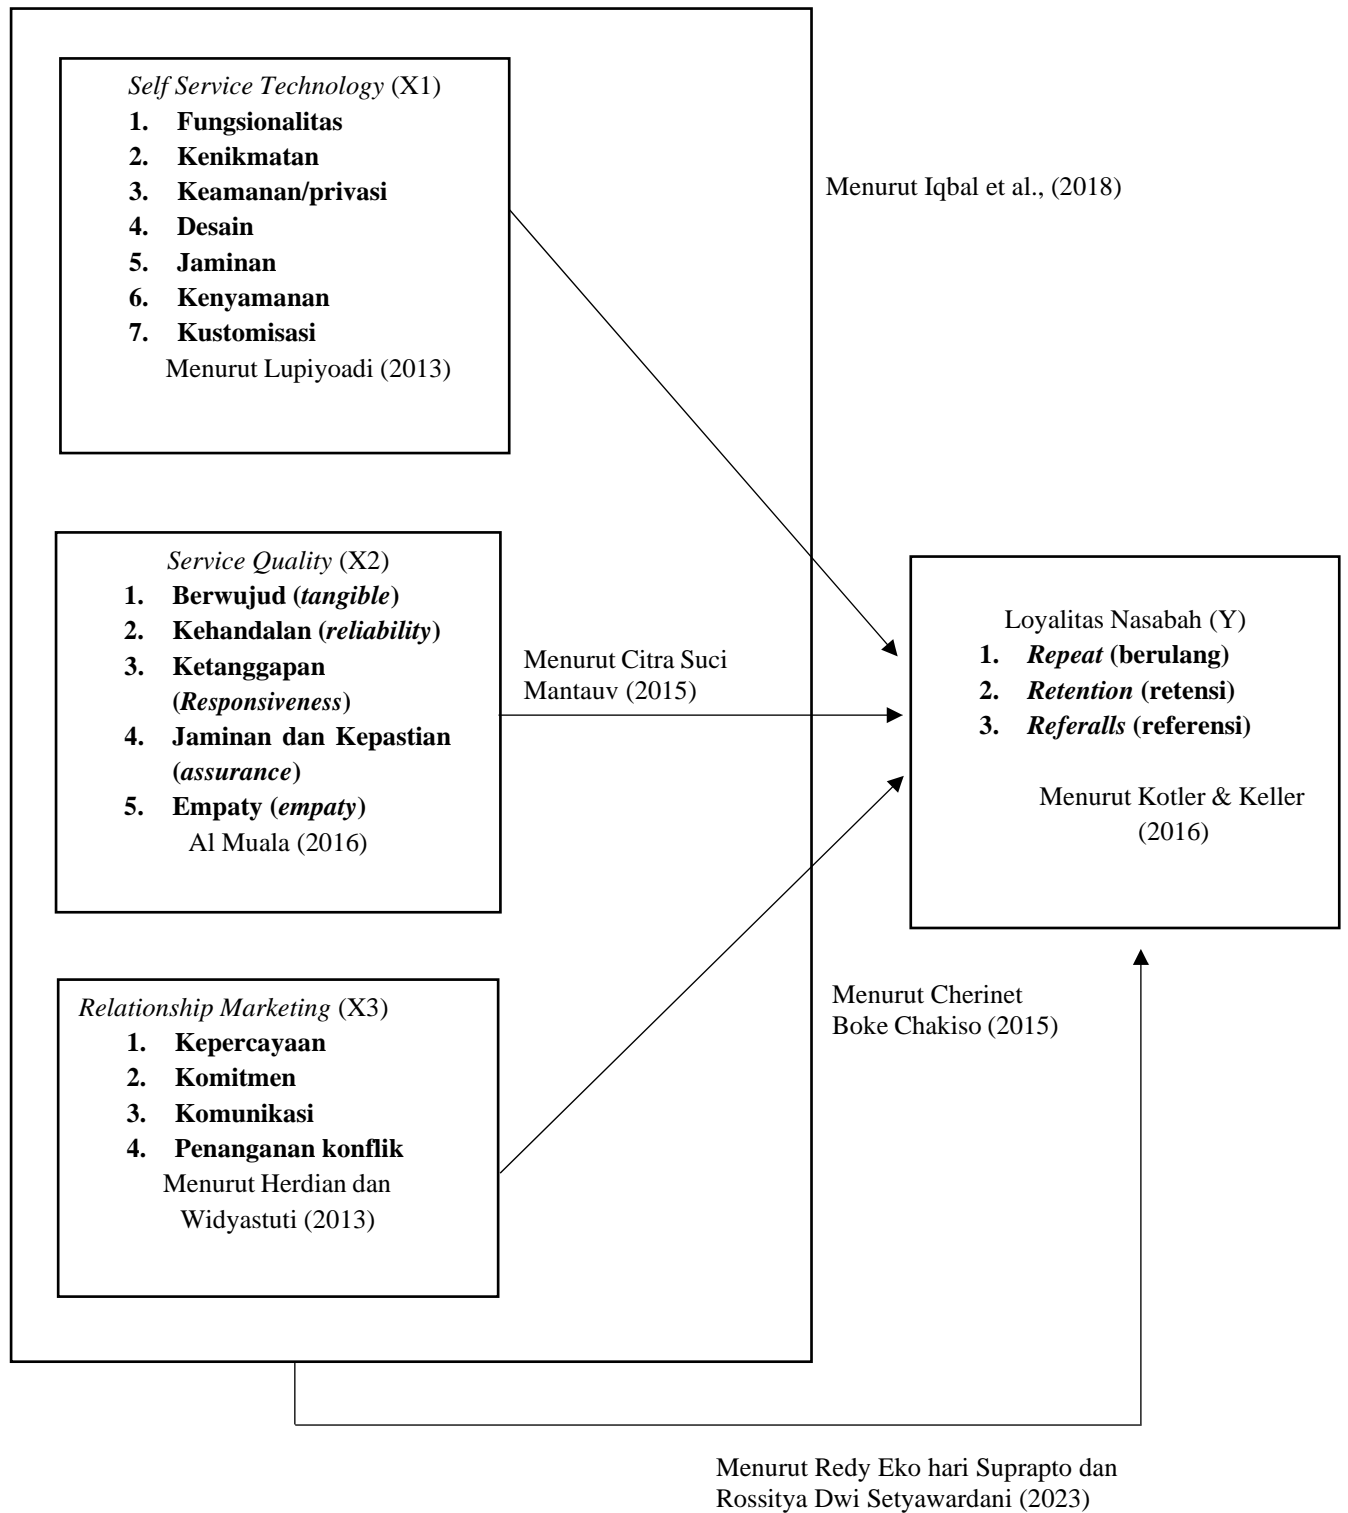 Self Service Technology (X1)
1. Fungsionalitas
2. Kenikmatan
3. Keamanan/privasi
4. Desain
5. Jaminan
6. Kenyamanan
7. Kustomisasi
Menurut Lupiyoadi (2013)
Menurut Iqbal et al., (2018)
Service Quality (X2)
1. Berwujud (tangible)
2. Kehandalan (reliability)
3. Ketanggapan
(Responsiveness)
4. Jaminan dan Kepastian
(assurance)
5. Empaty (empaty)
Al Muala (2016)
Menurut Citra Suci
Mantauv (2015)
Loyalitas Nasabah (Y)
1. Repeat (berulang)
2. Retention (retensi)
3. Referalls (referensi)
Menurut Kotler & Keller
(2016)
Relationship Marketing (X3)
1. Kepercayaan
2. Komitmen
3. Komunikasi
4. Penanganan konflik
Menurut Herdian dan
Widyastuti (2013)
Menurut Cherinet
Boke Chakiso (2015)
Menurut Redy Eko hari Suprapto dan
Rossitya Dwi Setyawardani (2023)